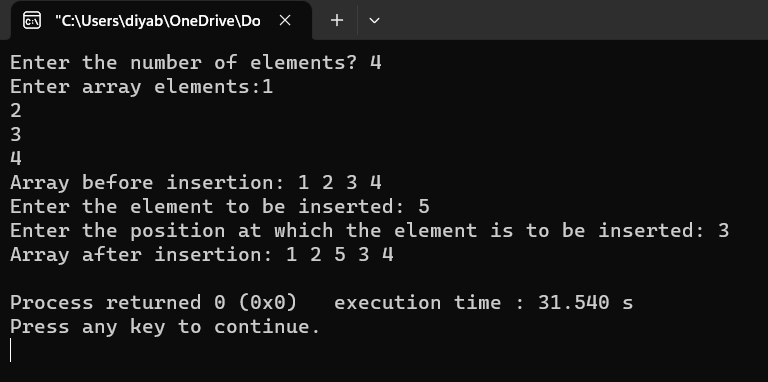 "C:\Users\diyab\OneDrive\Do
Enter the number of elements? 4
Enter array elements:1
2
3
4
Array before insertion: 1 2 3 4
Enter the element to be inserted: 5
Enter the position at which the element is to be inserted: 3
Array after insertion: 1 2 5 3 4
Process returned 0 (0x0)   execution time : 31.540 s
Press any key to continue.